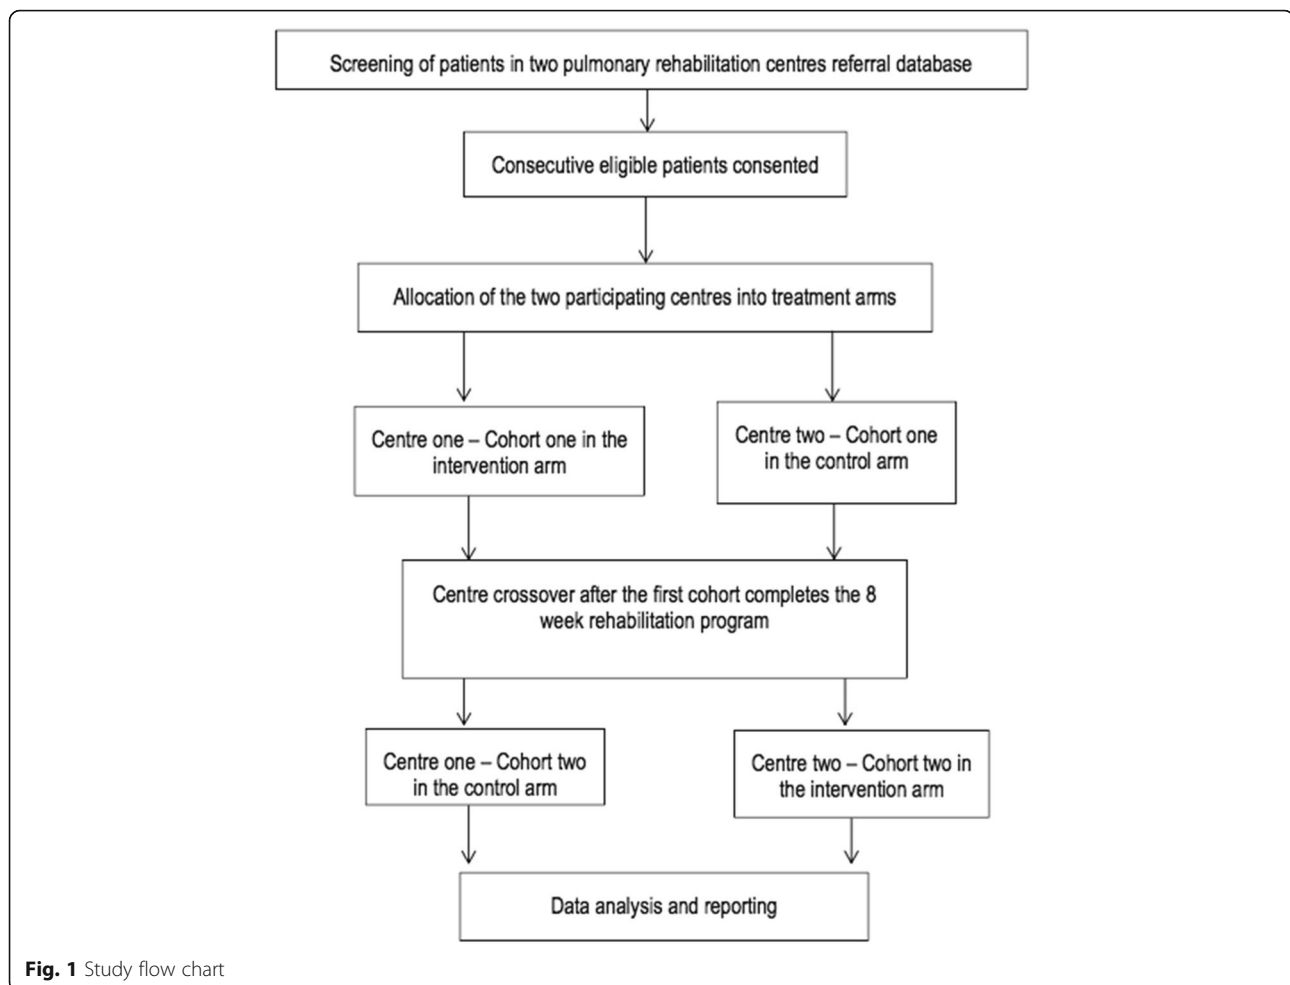 Screening of patients in two pulmonary rehabilitation centres referral database
Consecutive eligible patients consented
Allocation of the two participating centres into treatment arms
Centre one – Cohort one in the
intervention arm
Centre two – Cohort one
in the control arm
Centre crossover after the first cohort completes the 8
week rehabilitation program
Centre one – Cohort two
in the control arm
Centre two – Cohort two in
the intervention arm
Data analysis and reporting
Fig. 1 Study flow chart